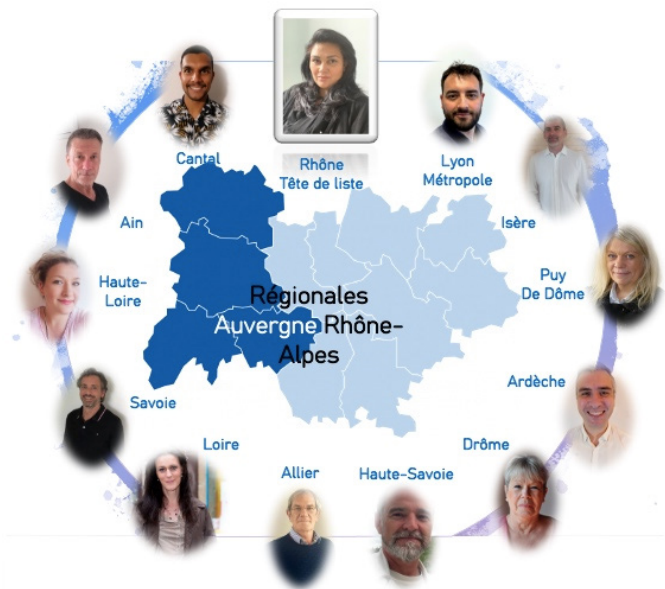 Cantal
Rhône
Tête de liste
Lyon
Métropole
Ain
Isère
Haute-
Loire
Puy
De Dôme
Régionales
Auvergne Rhône-
Alpes
Savoie
Ardèche
Loire
Drôme
Allier
Haute-Savoie